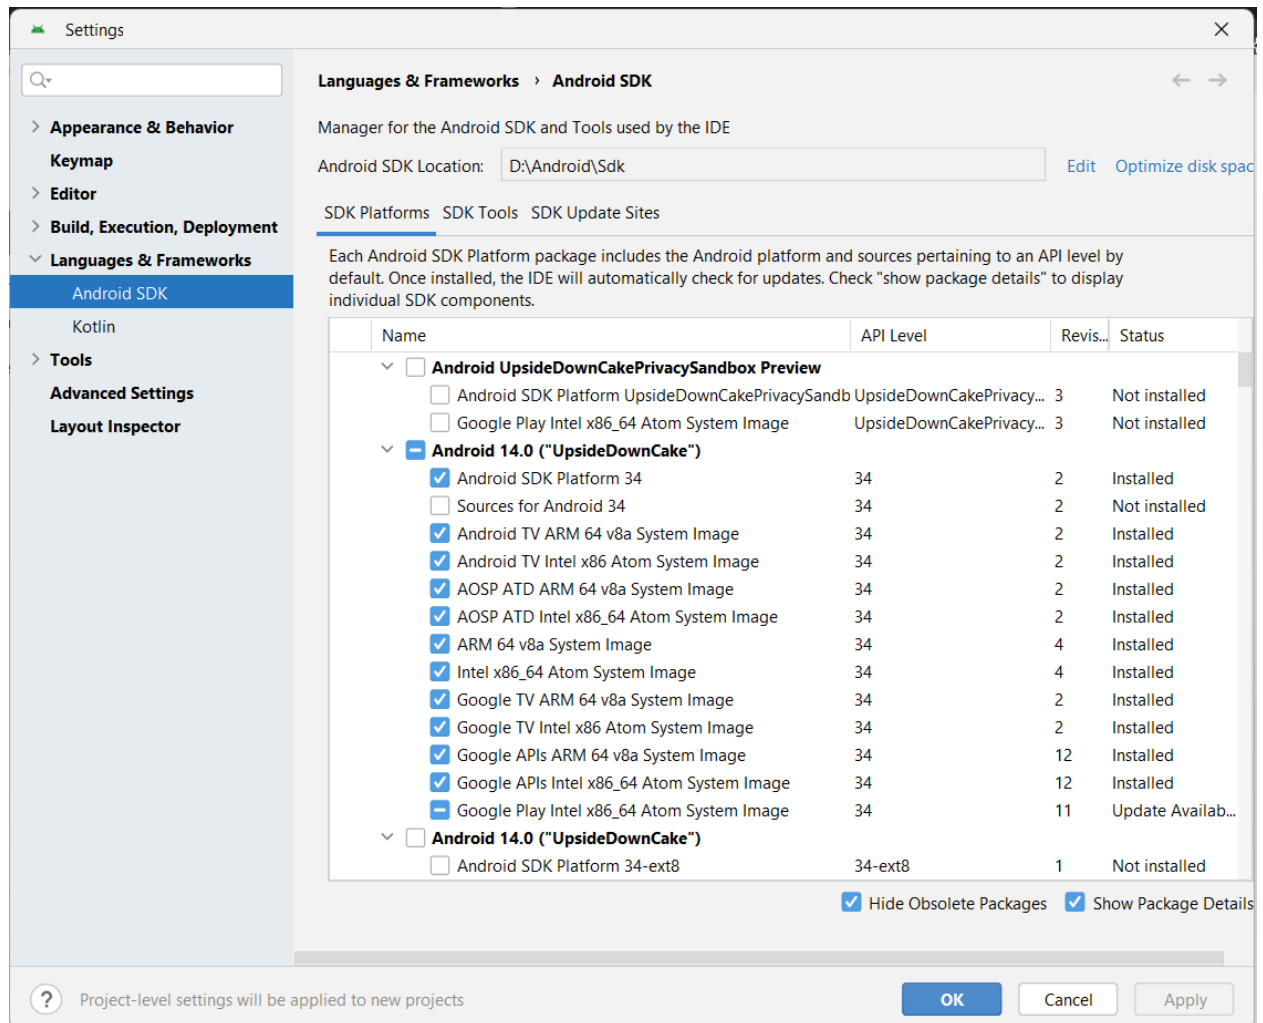 Settings
Languages & Frameworks › Android SDK
Appearance & Behavior
Keymap
Editor
Build, Execution, Deployment
Languages & Frameworks
Android SDK
Kotlin
Tools
Advanced Settings
Layout Inspector
Manager for the Android SDK and Tools used by the IDE
Android SDK Location: D:\Android\Sdk Edit Optimize disk spac
SDK Platforms SDK Tools SDK Update Sites
Each Android SDK Platform package includes the Android platform and sources pertaining to an API level by
default. Once installed, the IDE will automatically check for updates. Check "show package details" to display
individual SDK components.
Name API Level Revis... Status
Android UpsideDownCakePrivacySandbox Preview
Android SDK Platform UpsideDownCakePrivacySandb UpsideDownCakePrivacy... 3 Not installed
Google Play Intel x86_64 Atom System Image UpsideDownCakePrivacy... 3 Not installed
Android 14.0 ("UpsideDownCake")
Android SDK Platform 34 34 2 Installed
Sources for Android 34 34 2 Not installed
Android TV ARM 64 v8a System Image 34 2 Installed
Android TV Intel x86 Atom System Image 34 2 Installed
AOSP ATD ARM 64 v8a System Image 34 2 Installed
AOSP ATD Intel x86_64 Atom System Image 34 2 Installed
ARM 64 v8a System Image 34 4 Installed
Intel x86_64 Atom System Image 34 4 Installed
Google TV ARM 64 v8a System Image 34 2 Installed
Google TV Intel x86 Atom System Image 34 2 Installed
Google APIs ARM 64 v8a System Image 34 12 Installed
Google APIs Intel x86_64 Atom System Image 34 12 Installed
Google Play Intel x86_64 Atom System Image 34 11 Update Availab...
Android 14.0 ("UpsideDownCake")
Android SDK Platform 34-ext8 34-ext8 1 Not installed
Hide Obsolete Packages Show Package Details
? Project-level settings will be applied to new projects
OK Cancel Apply